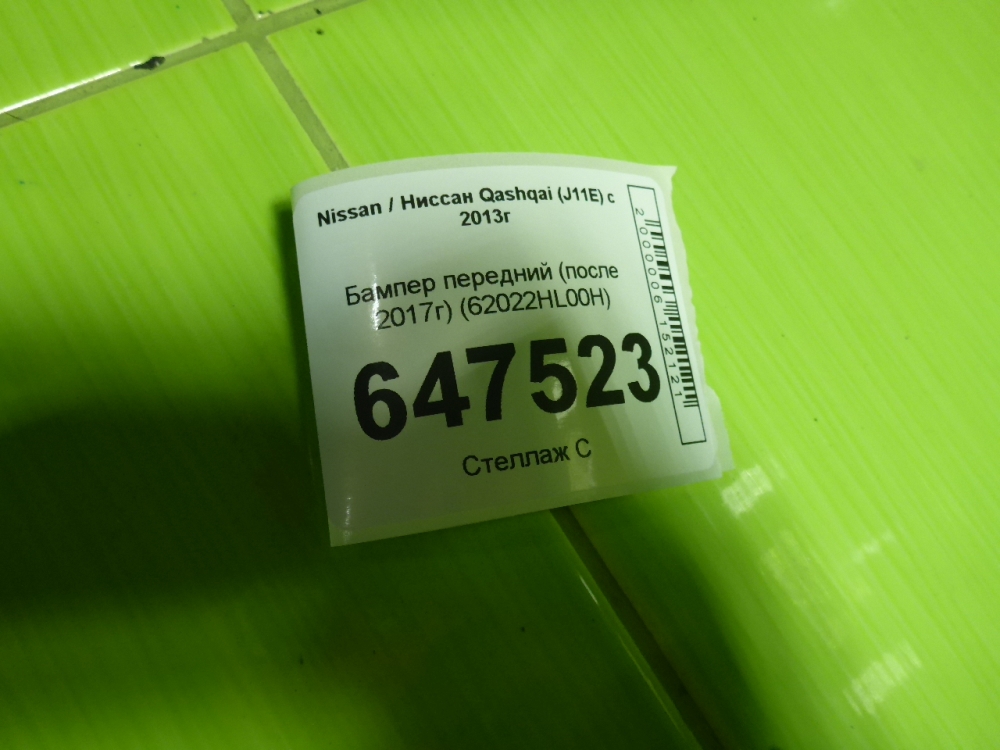 Nissan / Ниссан Qashqai (J11E) с
2013г
Бампер передний (после
2017г) (62022HL00H)
647523
Стеллаж С
2000006152121